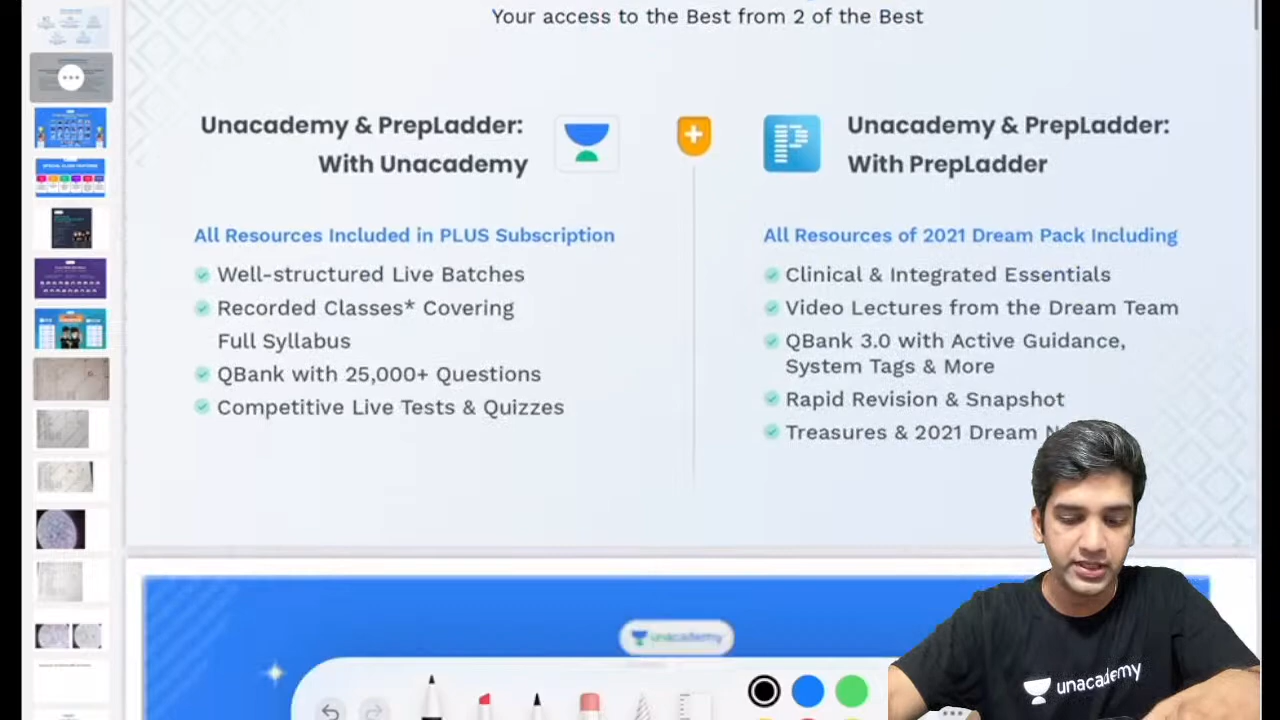 Your access to the Best from 2 of the Best
Unacademy & PrepLadder:
With Unacademy
All Resources Included in PLUS Subscription
Well-structured Live Batches
Recorded Classes* Covering
Full Syllabus
QBank with 25,000+ Questions
Competitive Live Tests & Quizzes
Unacademy & PrepLadder:
With PrepLadder
All Resources of 2021 Dream Pack Including
Clinical & Integrated Essentials
Video Lectures from the Dream Team
QBank 3.0 with Active Guidance,
System Tags & More
Rapid Revision & Snapshot
Treasures & 2021 Dream
unacademy
unacademy